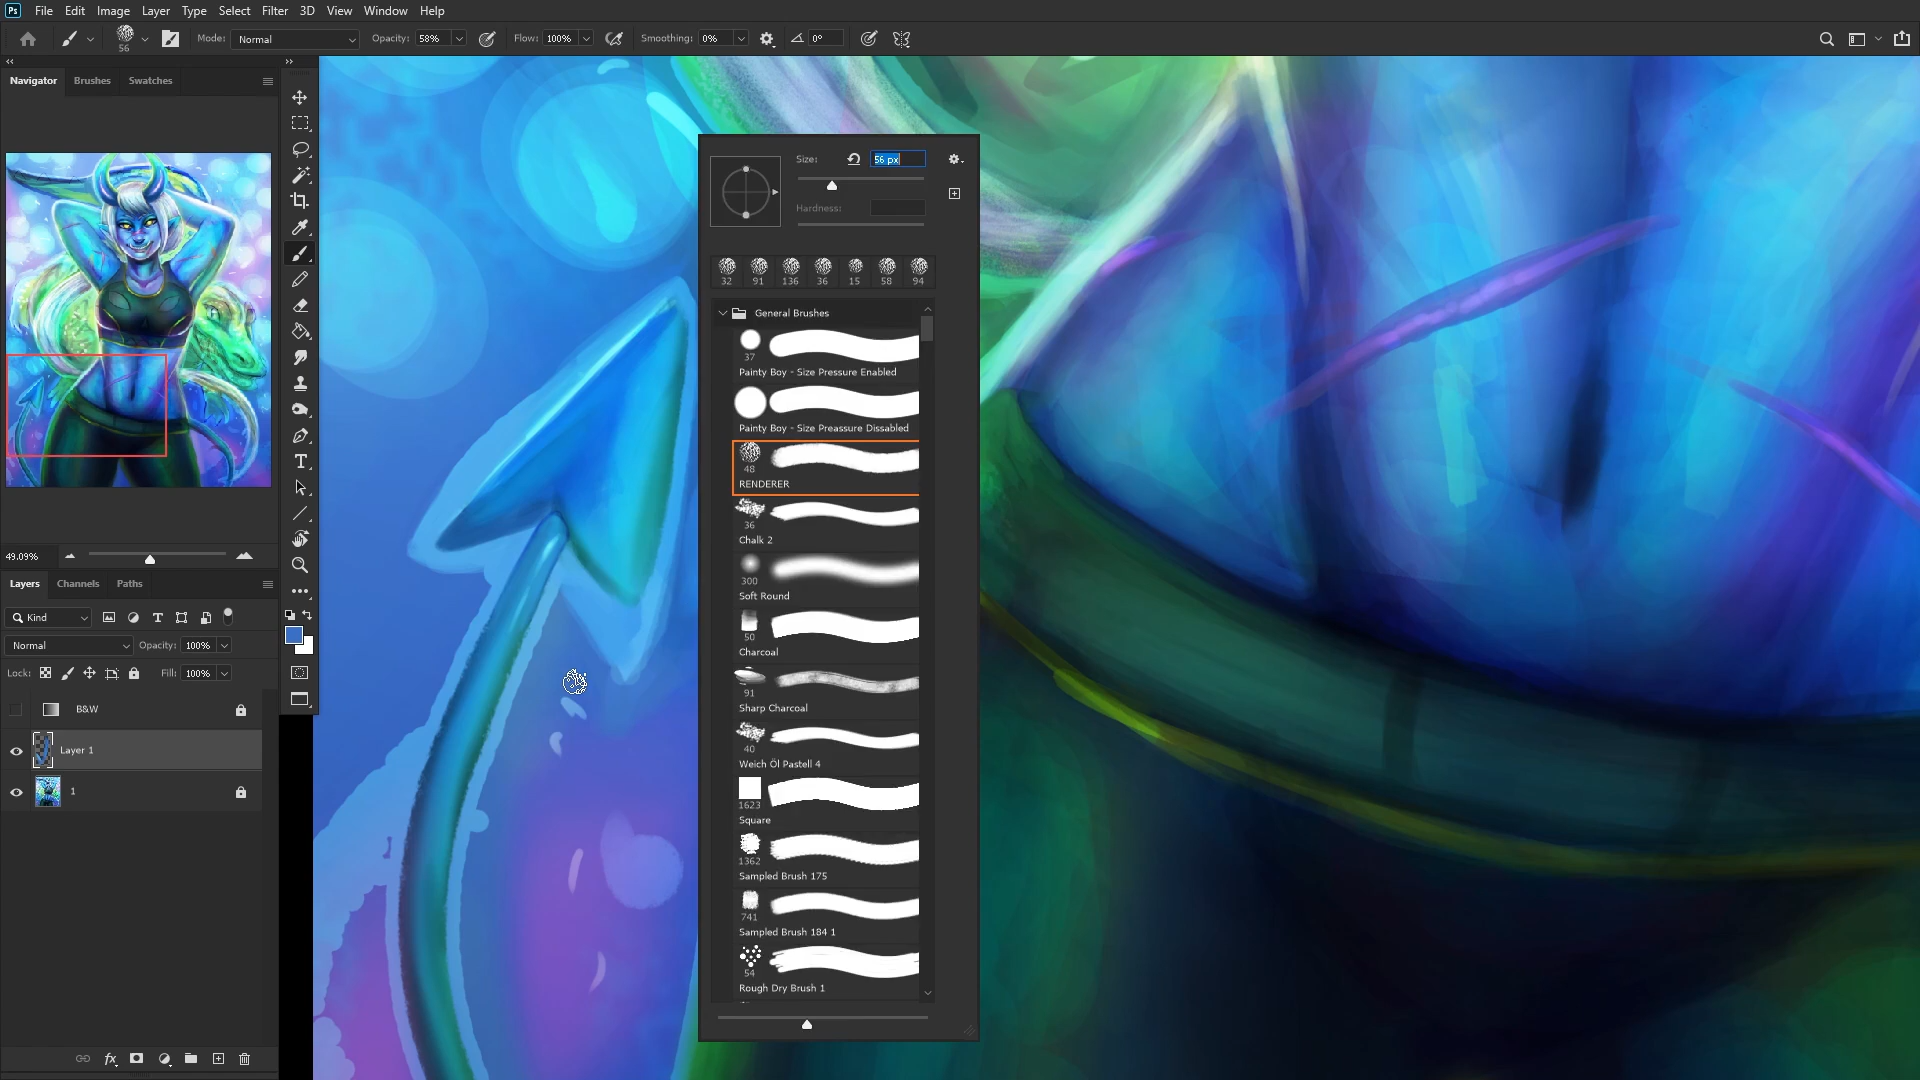 Ps File Edit Image Layer Type Select Filter 3D View Window Help
56 Mode: Normal Opacity: 58% Flow: 100% Smoothing: 0% 0°
Navigator Brushes Swatches
49.09%
Layers Channels Paths
Kind
Normal Opacity: 100%
Lock: Fill: 100%
B&W
Layer 1
1
fx
Size: 56 px
Hardness:
32 91 136 36 15 58 94
General Brushes
37
Painty Boy - Size Pressure Enabled
Painty Boy - Size Preassure Dissabled
48
RENDERER
36
Chalk 2
300
Soft Round
50
Charcoal
91
Sharp Charcoal
40
Weich Öl Pastell 4
1623
Square
1362
Sampled Brush 175
741
Sampled Brush 184 1
54
Rough Dry Brush 1